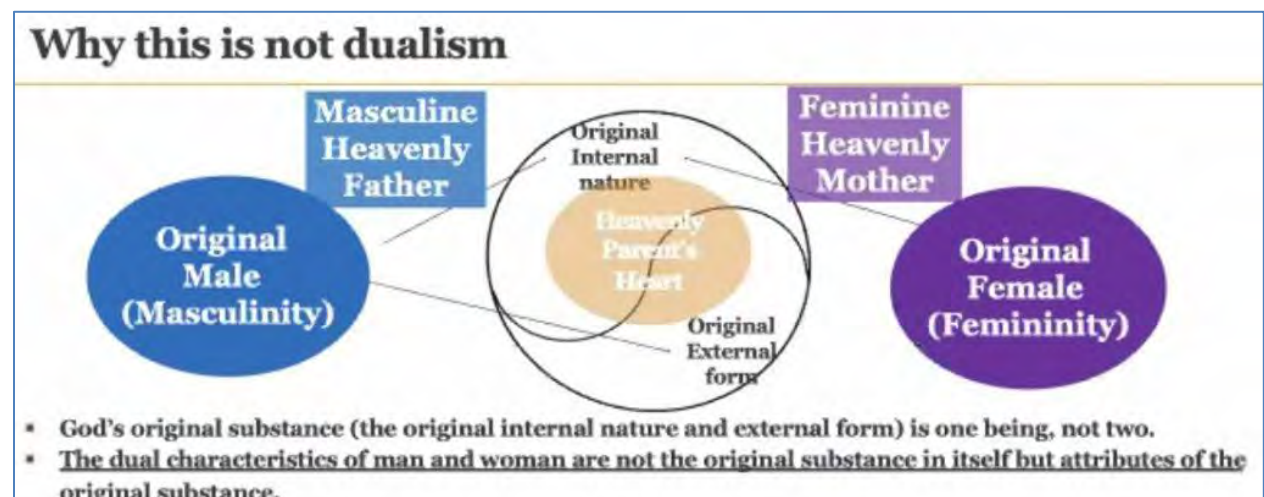 Why this is not dualism
Masculine
Heavenly
Father
Original
Internal
nature
Feminine
Heavenly
Mother
Original
Male
(Masculinity)
Heavenly
Parent's
Heart
Original
Female
(Femininity)
Original
External
form
▪ God's original substance (the original internal nature and external form) is one being, not two.
▪ The dual characteristics of man and woman are not the original substance in itself but attributes of the
original substance.